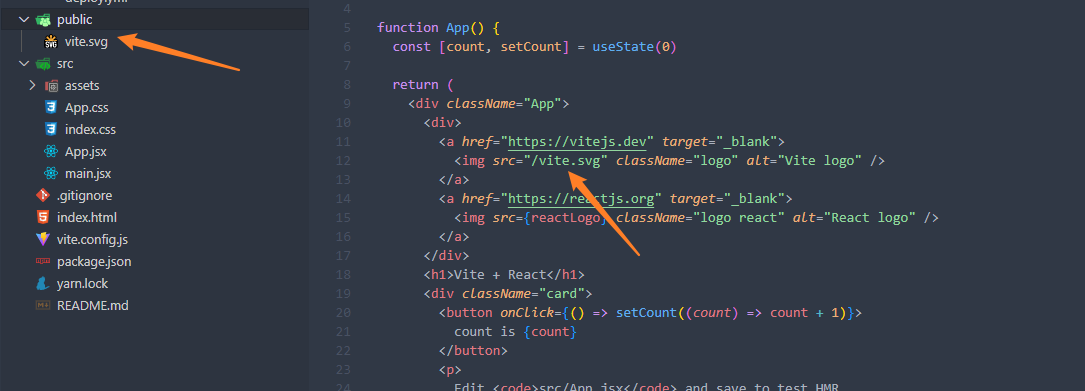 public
vite.svg
src
assets
App.css
index.css
App.jsx
main.jsx
.gitignore
index.html
vite.config.js
package.json
yarn.lock
README.md
4
5 function App() {
6 const [count, setCount] = useState(0)
7
8 return (
9 <div className="App">
10 <div>
11 <a href="https://vitejs.dev" target="_blank">
12 <img src="/vite.svg" className="logo" alt="Vite logo" />
13 </a>
14 <a href="https://reactjs.org" target="_blank">
15 <img src={reactLogo} className="logo react" alt="React logo" />
16 </a>
17 </div>
18 <h1>Vite + React</h1>
19 <div className="card">
20 <button onClick={() => setCount((count) => count + 1)}>
21 count is {count}
22 </button>
23 <p>
24 Edit <code>src/App.jsx</code> and save to test HMR